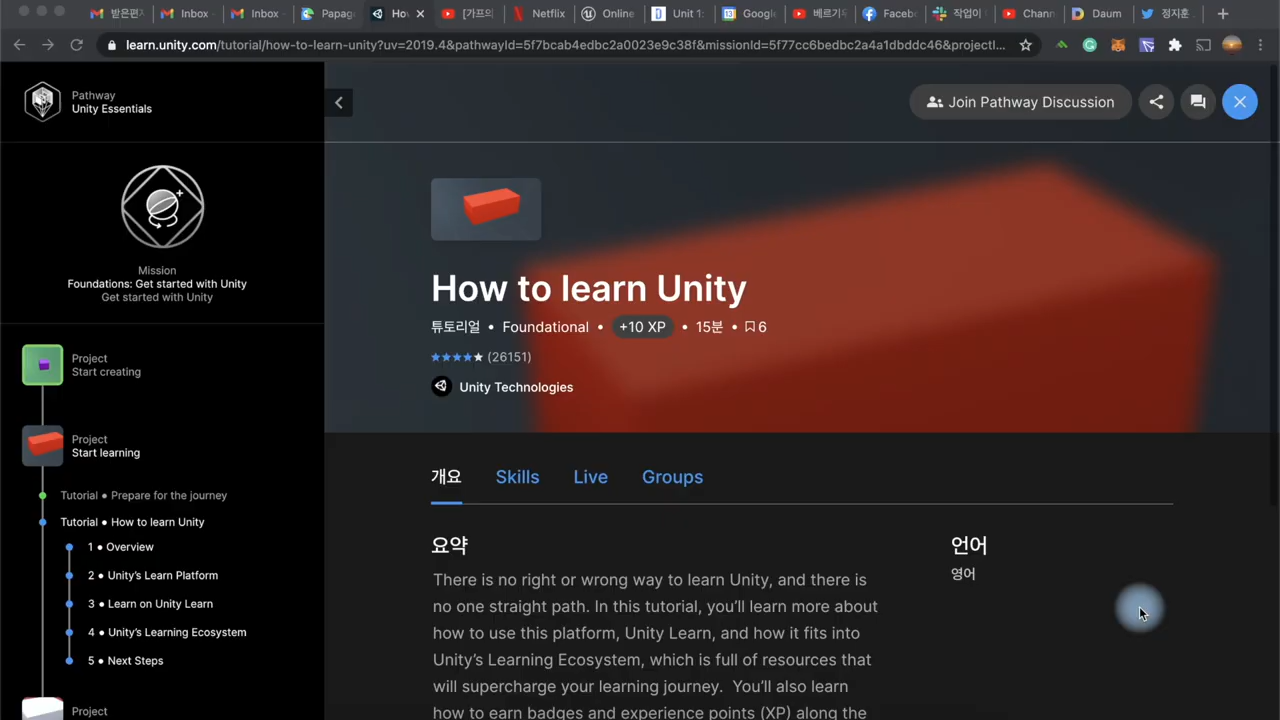 받은편지
Inbox
Inbox
Papago
How
[가프의
Netflix
Online
Unit 1:
Google
베르기우
Faceb
작업이
Chann
Daum
정지훈
learn.unity.com/tutorial/how-to-learn-unity?uv=2019.4&pathwayId=5f7bcab4edbc2a0023e9c38f&missionId=5f77cc6bedbc2a4a1dbddc46&projectI...
Pathway
Unity Essentials
Join Pathway Discussion
Mission
Foundations: Get started with Unity
Get started with Unity
How to learn Unity
튜토리얼 • Foundational • +10 XP • 15분 • 6
(26151)
Unity Technologies
Project
Start creating
Project
Start learning
Tutorial ● Prepare for the journey
Tutorial ● How to learn Unity
1 ● Overview
2 ● Unity's Learn Platform
3 ● Learn on Unity Learn
4 ● Unity's Learning Ecosystem
5 ● Next Steps
Project
개요 Skills Live Groups
요약
There is no right or wrong way to learn Unity, and there is
no one straight path. In this tutorial, you'll learn more about
how to use this platform, Unity Learn, and how it fits into
Unity's Learning Ecosystem, which is full of resources that
will supercharge your learning journey. You'll also learn
how to earn badges and experience points (XP) along the
언어
영어